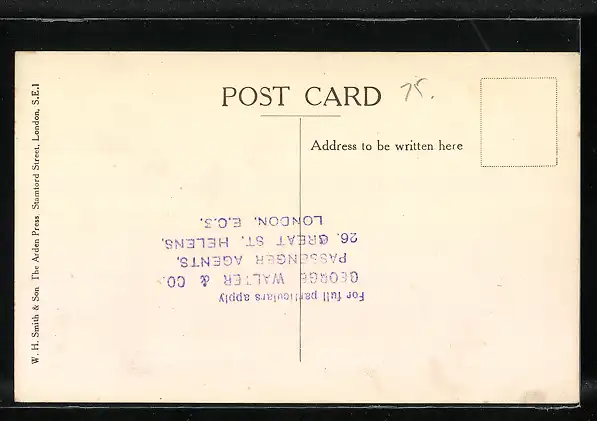 POST CARD
75.
Address to be written here
For full particulars apply
GEORGE WALTER & CO.
PASSENGER AGENTS,
26, GREAT ST. HELENS,
LONDON, E.C.3.
W. H. Smith & Son The Arden Press, Stamford Street, London, S.E.1